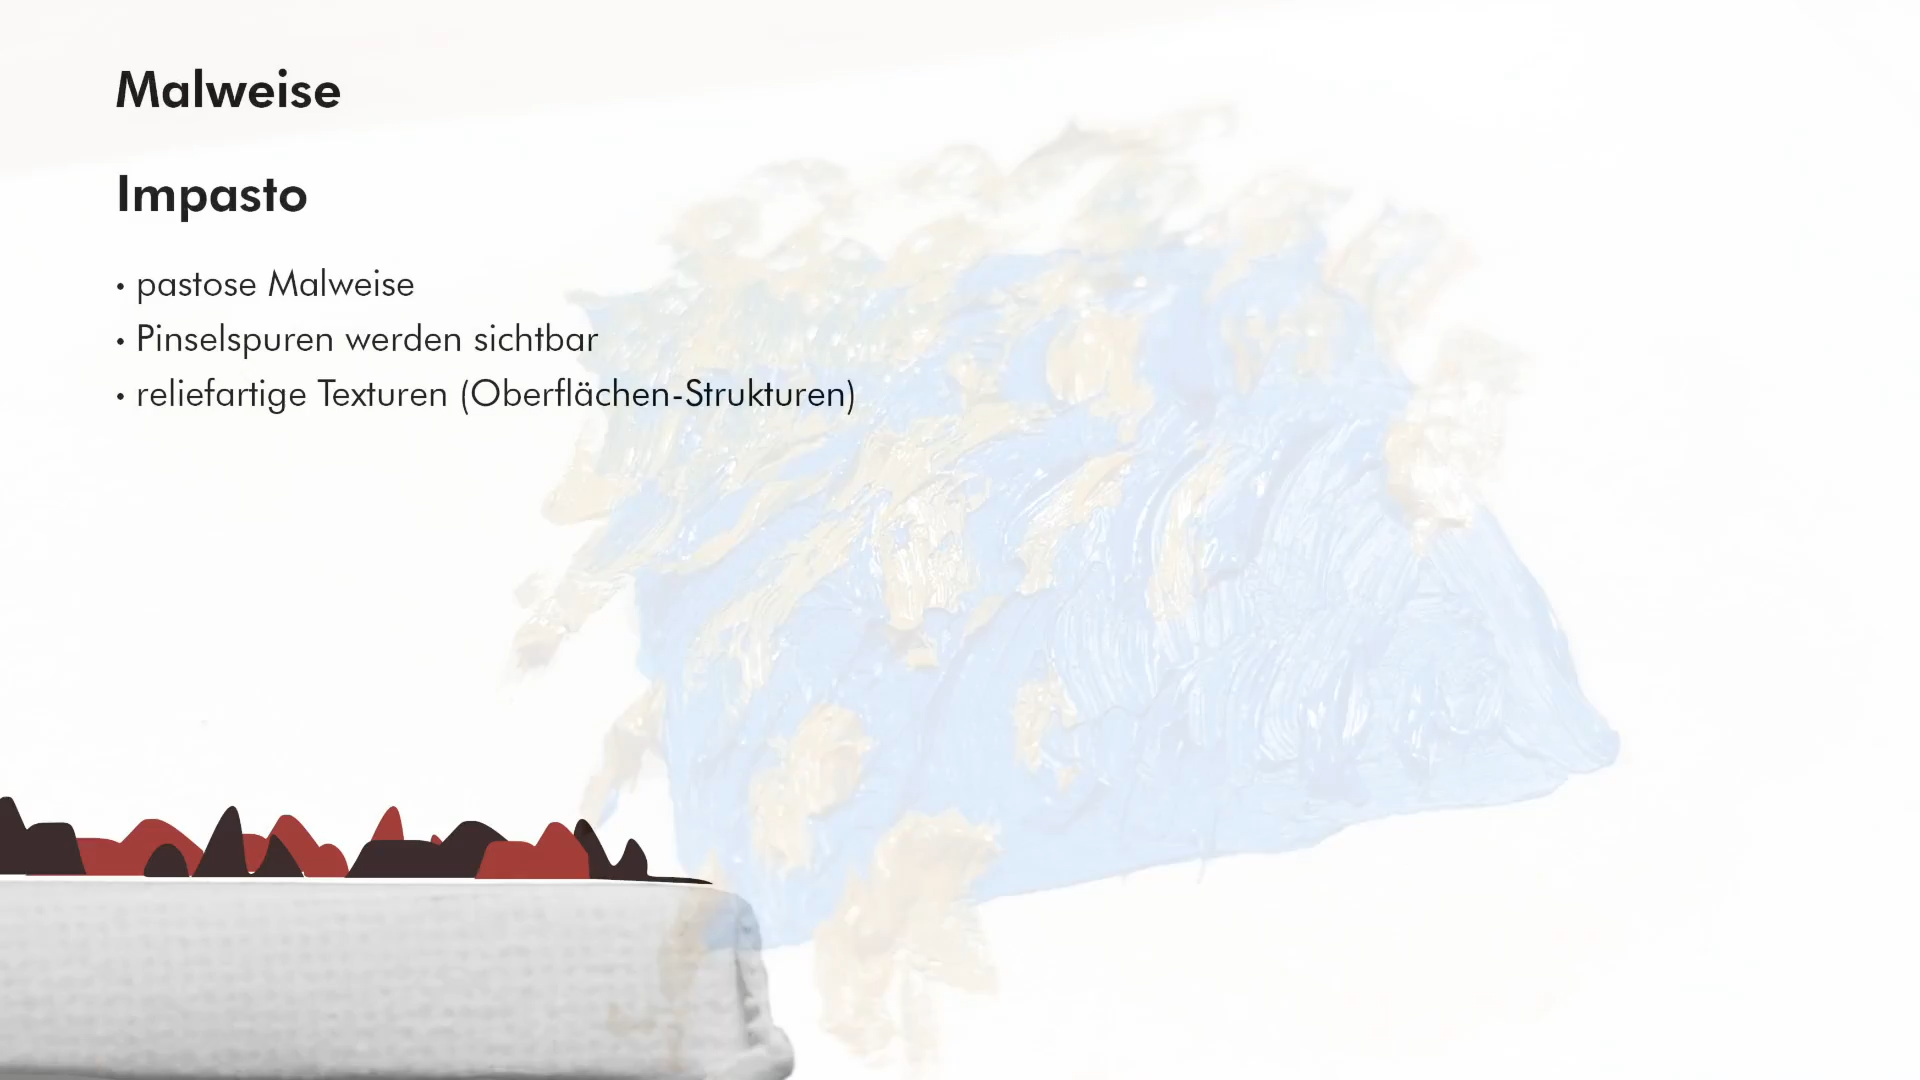 Malweise
Impasto
• pastose Malweise
• Pinselspuren werden sichtbar
• reliefartige Texturen (Oberflächen-Strukturen)